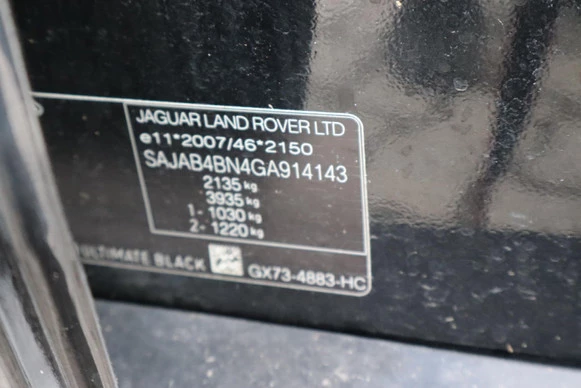 JAGUAR LAND ROVER LTD
e11*2007/46*2150
SAJAB4BN4GA914143
2135 kg
3935 kg
1- 1030 kg
2- 1220 kg
ULTIMATE BLACK GX73-4883-HC